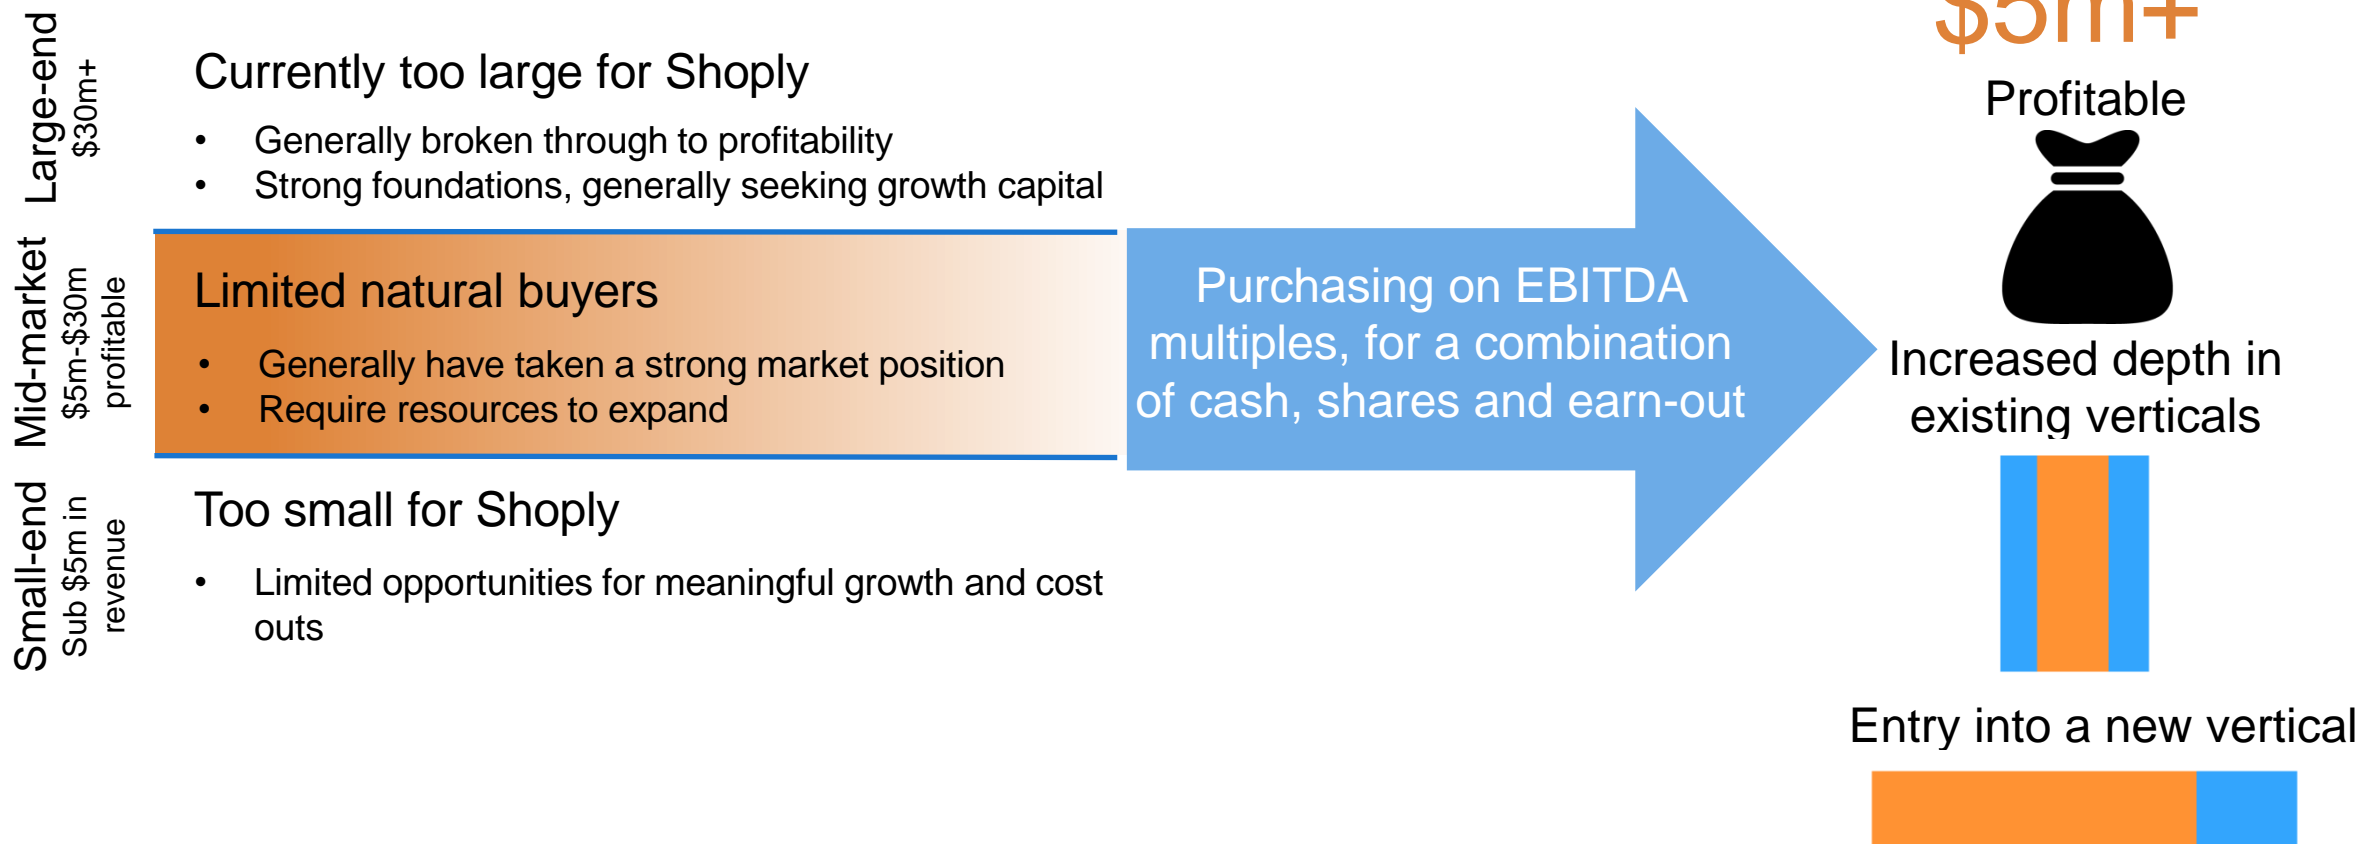 Large-end
$30m+
Currently too large for Shoply
• Generally broken through to profitability
• Strong foundations, generally seeking growth capital
Mid-market
$5m-$30m
profitable
Limited natural buyers
• Generally have taken a strong market position
• Require resources to expand
Small-end
Sub $5m in
revenue
Too small for Shoply
• Limited opportunities for meaningful growth and cost
outs
Purchasing on EBITDA
multiples, for a combination
of cash, shares and earn-out
$5m+
Profitable
Increased depth in
existing verticals
Entry into a new vertical